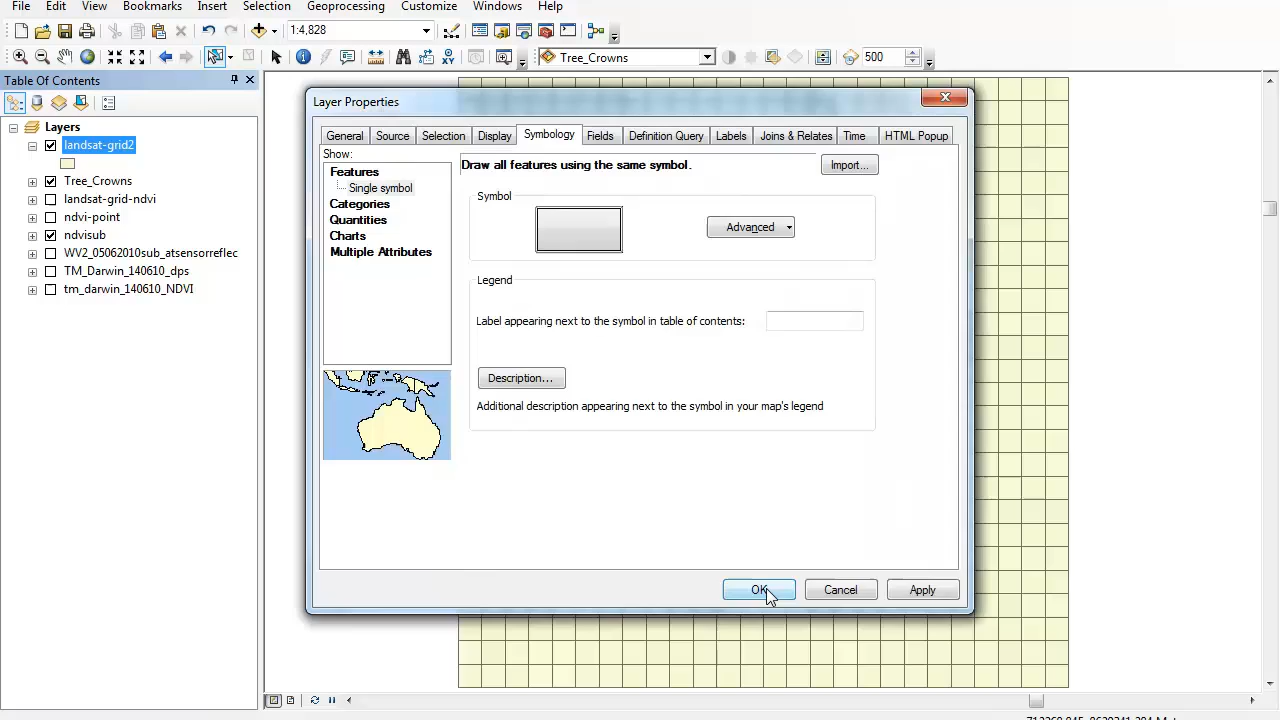 File Edit View Bookmarks Insert Selection Geoprocessing Customize Windows Help
1:4,828
Tree_Crowns 500
Table Of Contents
Layers
landsat-grid2
Tree_Crowns
landsat-grid-ndvi
ndvi-point
ndvisub
WV2_05062010sub_atsensorreflec
TM_Darwin_140610_dps
tm_darwin_140610_NDVI
Layer Properties
General Source Selection Display Symbology Fields Definition Query Labels Joins & Relates Time HTML Popup
Show:
Features
Single symbol
Categories
Quantities
Charts
Multiple Attributes
Draw all features using the same symbol.
Import...
Symbol
Advanced
Legend
Label appearing next to the symbol in table of contents:
Description...
Additional description appearing next to the symbol in your map's legend
OK Cancel Apply